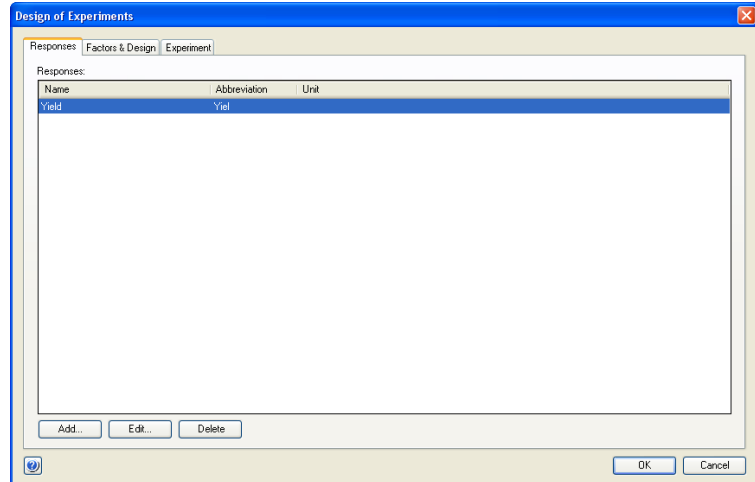 Design of Experiments
Responses Factors & Design Experiment
Responses:
Name Abbreviation Unit
Yield Yiel
Add... Edit... Delete
OK Cancel